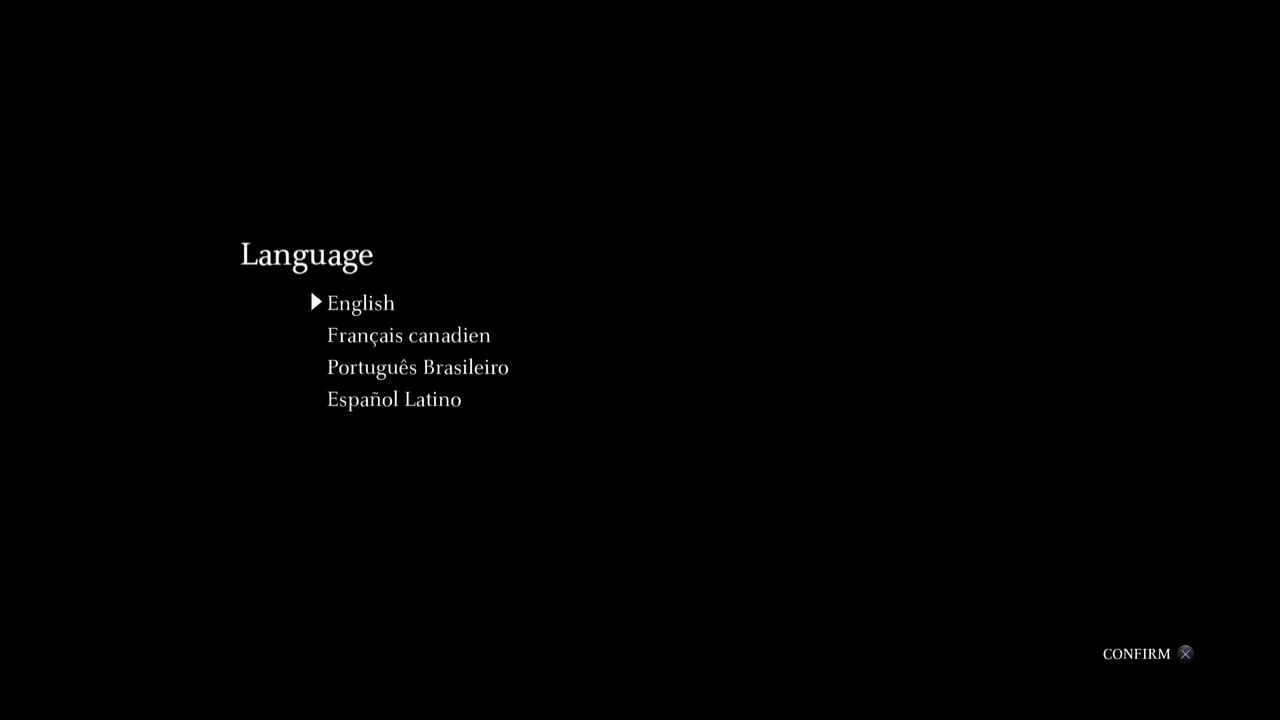 Language
English
Français canadien
Português Brasileiro
Español Latino
CONFIRM